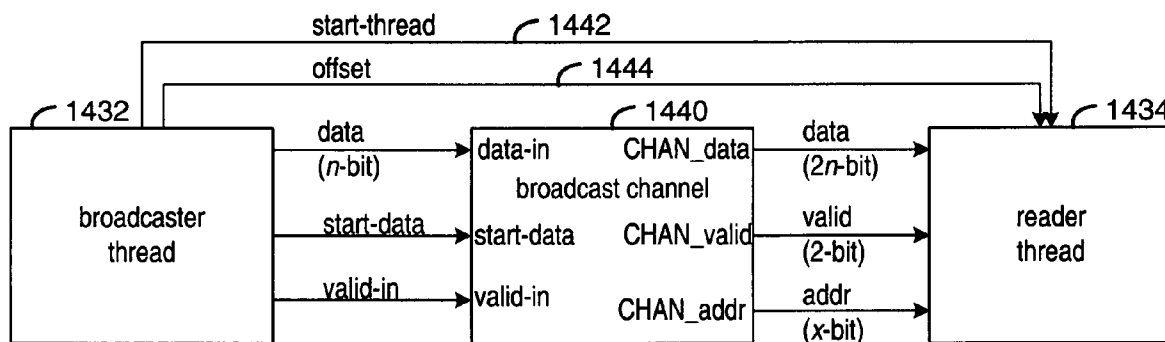 start-thread 1442
offset 1444
1432 1440 1434
data data-in CHAN_data data
(n-bit) (2n-bit)
broadcast channel
broadcaster
thread
start-data start-data CHAN_valid valid
(2-bit)
reader
thread
valid-in valid-in CHAN_addr addr
(x-bit)